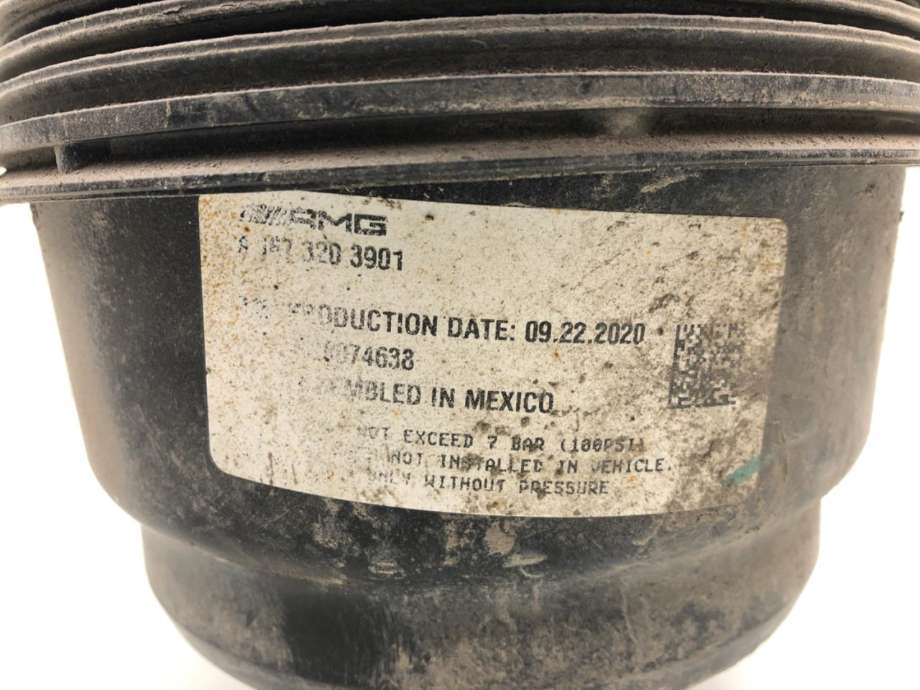 AMG
A 167 320 3901
PRODUCTION DATE: 09.22.2020
0074638
IN MEXICO
NOT EXCEED 7 BAR (100PSI)
NOT INSTALLED IN VEHICLE.
ONLY WITHOUT PRESSURE